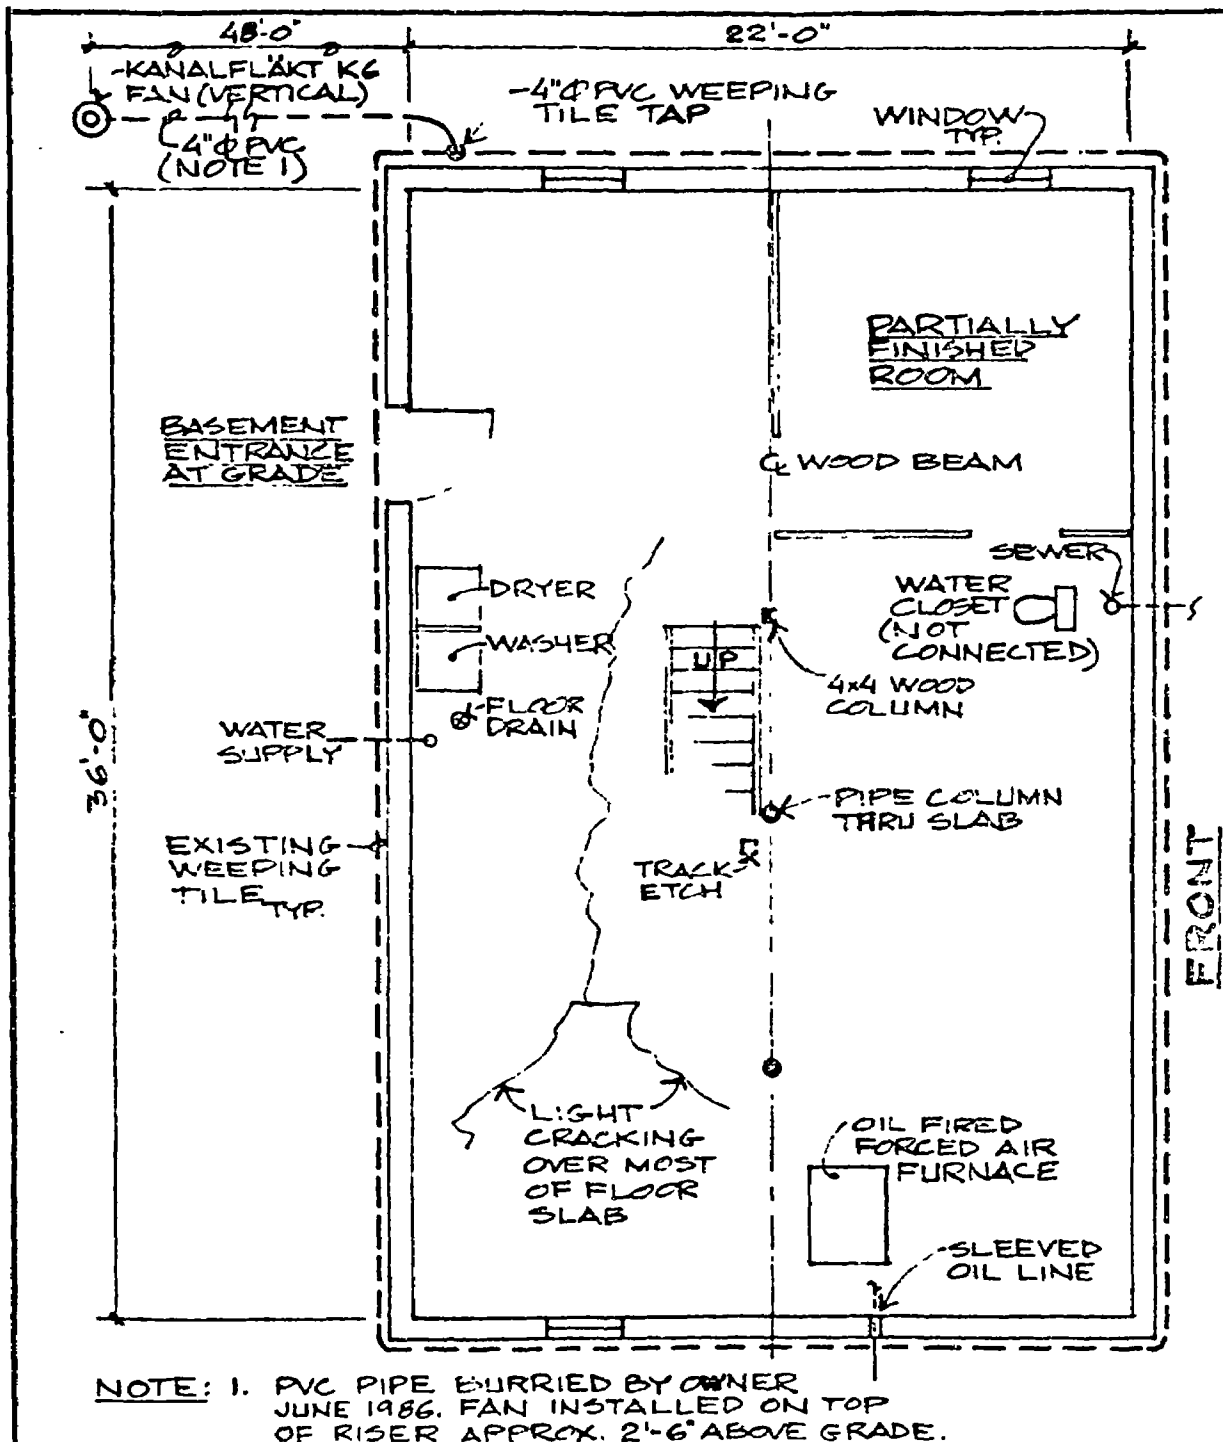 48'-0"
22'-0"
-KANALFLÄKT K6
FAN (VERTICAL)
4"Φ PVC
(NOTE 1)
-4"Φ PVC WEEPING
TILE TAP
WINDOW
TYP.
PARTIALLY
FINISHED
ROOM
BASEMENT
ENTRANCE
AT GRADE
℄ WOOD BEAM
SEWER
DRYER
WATER
CLOSET
(NOT
CONNECTED)
WASHER
UP
4x4 WOOD
COLUMN
FLOOR
DRAIN
WATER
SUPPLY
36'-0"
PIPE COLUMN
THRU SLAB
EXISTING
WEEPING
TILE TYP.
TRACK
ETCH
FRONT
LIGHT
CRACKING
OVER MOST
OF FLOOR
SLAB
OIL FIRED
FORCED AIR
FURNACE
SLEEVED
OIL LINE
NOTE: 1. PVC PIPE BURRIED BY OWNER
JUNE 1986. FAN INSTALLED ON TOP
OF RISER APPROX. 2'-6" ABOVE GRADE.